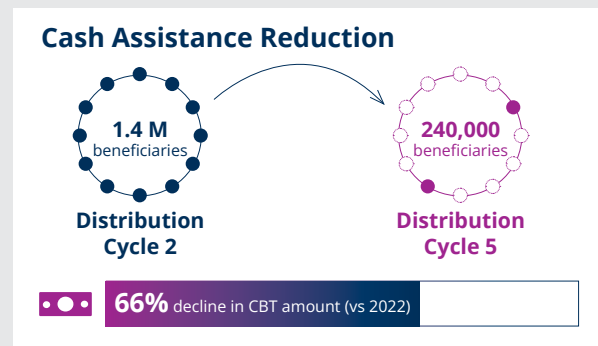 Cash Assistance Reduction
1.4 M
beneficiaries
Distribution
Cycle 2
240,000
beneficiaries
Distribution
Cycle 5
66% decline in CBT amount (vs 2022)